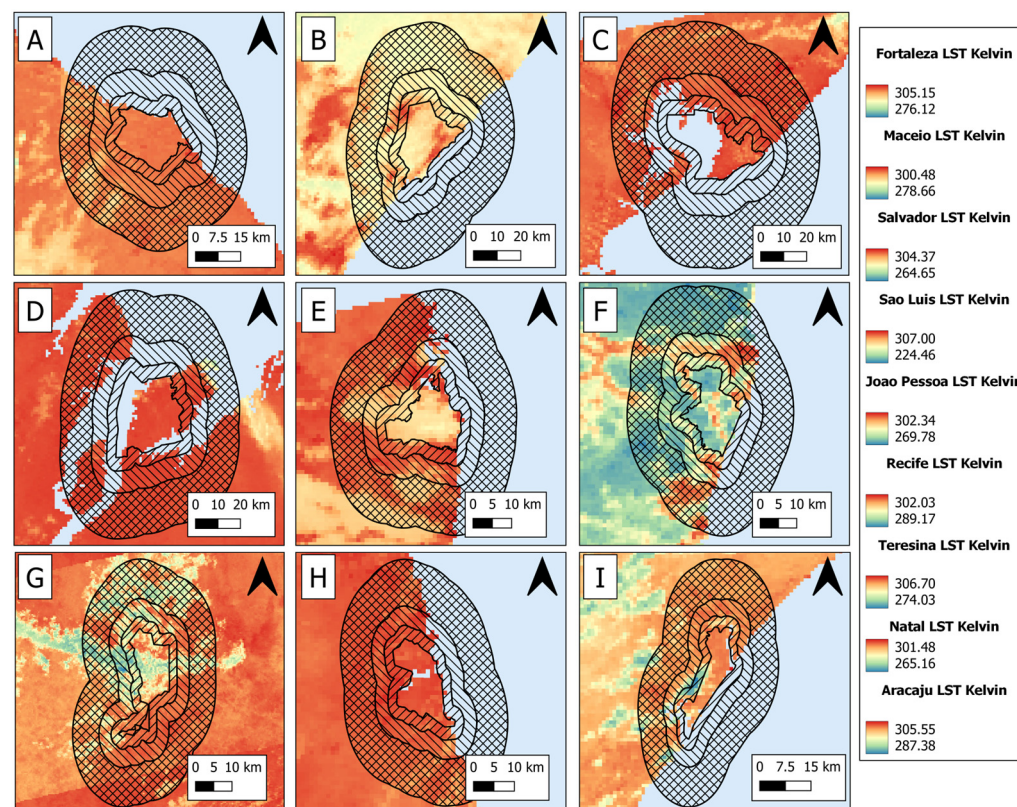 A
B
C
0 7.5 15 km
0 10 20 km
0 10 20 km
D
E
F
0 10 20 km
0 5 10 km
0 5 10 km
G
H
I
0 5 10 km
0 5 10 km
0 7.5 15 km
Fortaleza LST Kelvin
305.15
276.12
Maceio LST Kelvin
300.48
278.66
Salvador LST Kelvin
304.37
264.65
Sao Luis LST Kelvin
307.00
224.46
Joao Pessoa LST Kelvin
302.34
269.78
Recife LST Kelvin
302.03
289.17
Teresina LST Kelvin
306.70
274.03
Natal LST Kelvin
301.48
265.16
Aracaju LST Kelvin
305.55
287.38